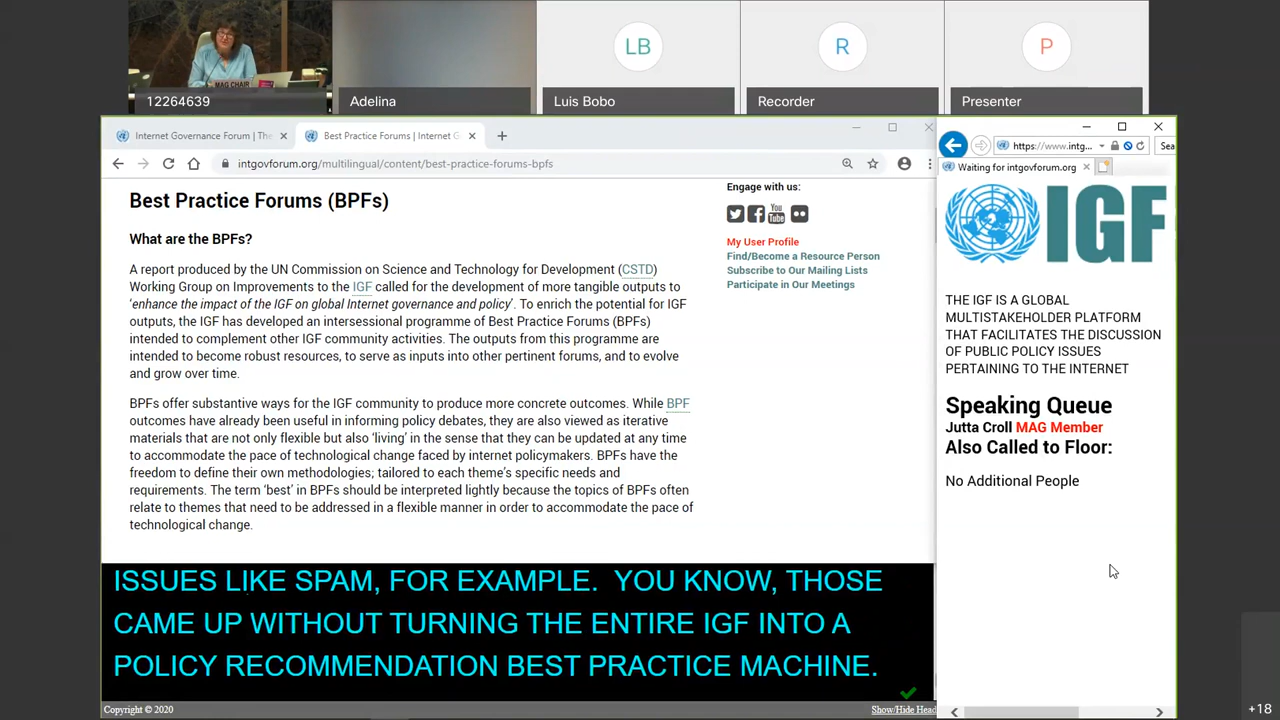 MAG CHAIR
12264639
Adelina
LB
Luis Bobo
R
Recorder
P
Presenter
Internet Governance Forum | The
Best Practice Forums | Internet G
intgovforum.org/multilingual/content/best-practice-forums-bpfs
Best Practice Forums (BPFs)
What are the BPFs?
A report produced by the UN Commission on Science and Technology for Development (CSTD)
Working Group on Improvements to the IGF called for the development of more tangible outputs to
‘enhance the impact of the IGF on global Internet governance and policy’. To enrich the potential for IGF
outputs, the IGF has developed an intersessional programme of Best Practice Forums (BPFs)
intended to complement other IGF community activities. The outputs from this programme are
intended to become robust resources, to serve as inputs into other pertinent forums, and to evolve
and grow over time.
BPFs offer substantive ways for the IGF community to produce more concrete outcomes. While BPF
outcomes have already been useful in informing policy debates, they are also viewed as iterative
materials that are not only flexible but also ‘living’ in the sense that they can be updated at any time
to accommodate the pace of technological change faced by internet policymakers. BPFs have the
freedom to define their own methodologies; tailored to each theme's specific needs and
requirements. The term ‘best’ in BPFs should be interpreted lightly because the topics of BPFs often
relate to themes that need to be addressed in a flexible manner in order to accommodate the pace of
technological change.
Engage with us:
You
Tube
My User Profile
Find/Become a Resource Person
Subscribe to Our Mailing Lists
Participate in Our Meetings
ISSUES LIKE SPAM, FOR EXAMPLE.  YOU KNOW, THOSE
CAME UP WITHOUT TURNING THE ENTIRE IGF INTO A
POLICY RECOMMENDATION BEST PRACTICE MACHINE.
Copyright © 2020
Show/Hide Head
https://www.intg...
Sea
Waiting for intgovforum.org
IGF
THE IGF IS A GLOBAL
MULTISTAKEHOLDER PLATFORM
THAT FACILITATES THE DISCUSSION
OF PUBLIC POLICY ISSUES
PERTAINING TO THE INTERNET
Speaking Queue
Jutta Croll MAG Member
Also Called to Floor:
No Additional People
+18